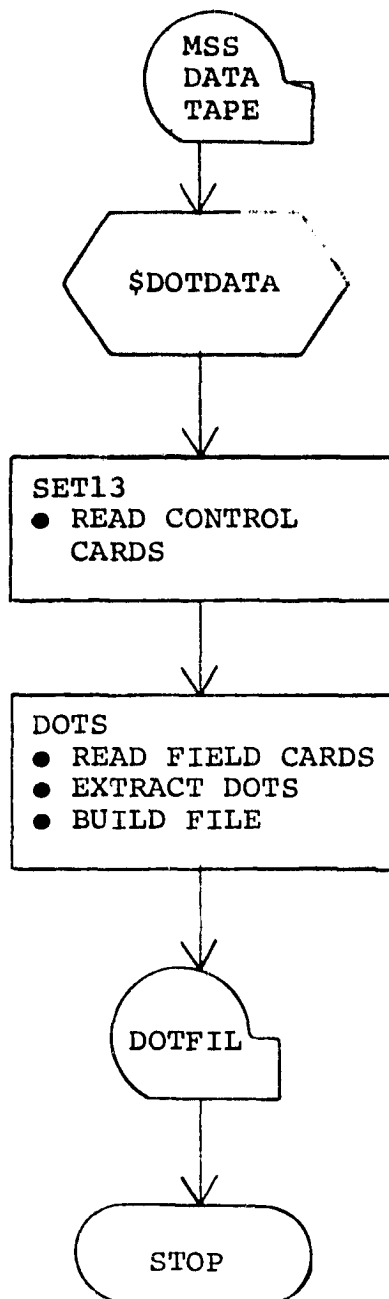 MSS
DATA
TAPE
$DOTDATA
SET13
● READ CONTROL
CARDS
DOTS
● READ FIELD CARDS
● EXTRACT DOTS
● BUILD FILE
DOTFIL
STOP